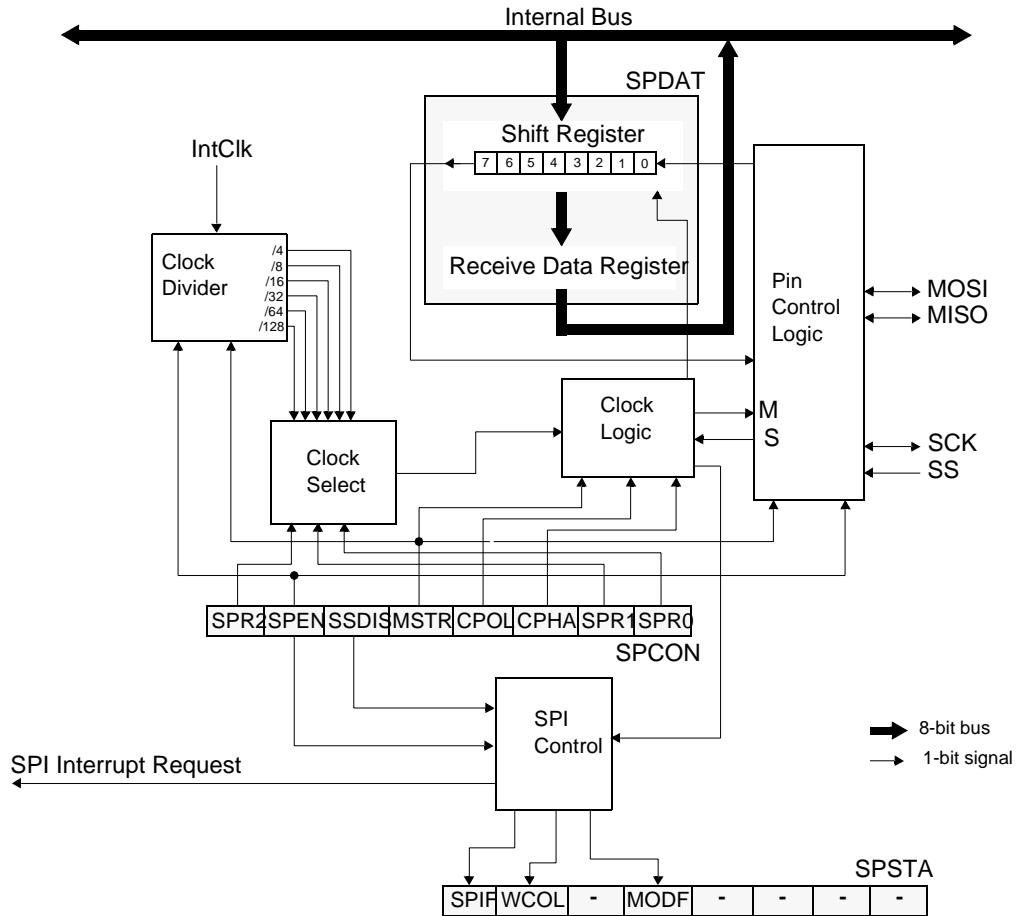 Internal Bus
SPDAT
Shift Register
IntClk
7 6 5 4 3 2 1 0
Clock
Divider
/4
/8
/16
/32
/64
/128
Receive Data Register
Pin
Control
Logic
MOSI
MISO
Clock
Logic
M
S
SCK
SS
Clock
Select
SPR2 SPEN SSDIS MSTR CPOL CPHA SPR1 SPR0
SPCON
SPI
Control
8-bit bus
1-bit signal
SPI Interrupt Request
SPSTA
SPIF WCOL - MODF - - - -